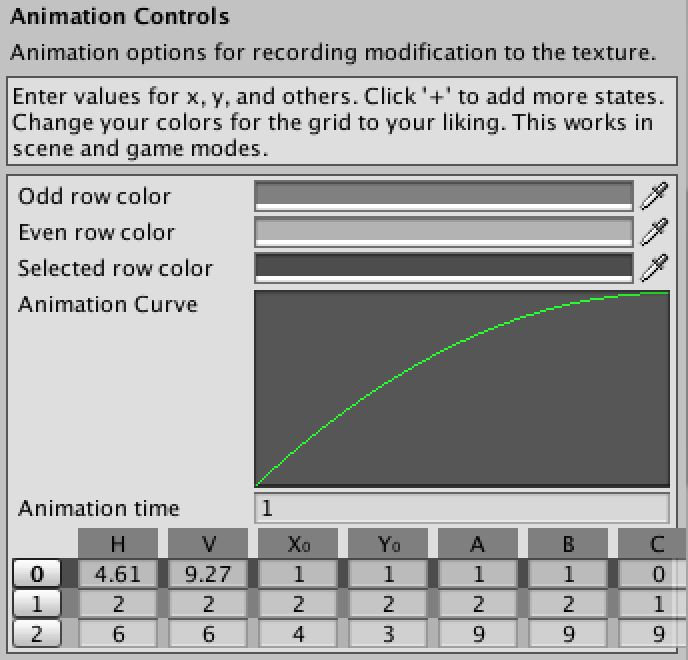 Animation Controls
Animation options for recording modification to the texture.
Enter values for x, y, and others. Click '+' to add more states.
Change your colors for the grid to your liking. This works in
scene and game modes.
Odd row color
Even row color
Selected row color
Animation Curve
Animation time 1
H V X₀ Y₀ A B C
0 4.61 9.27 1 1 1 1 0
1 2 2 2 2 2 2 1
2 6 6 4 3 9 9 9